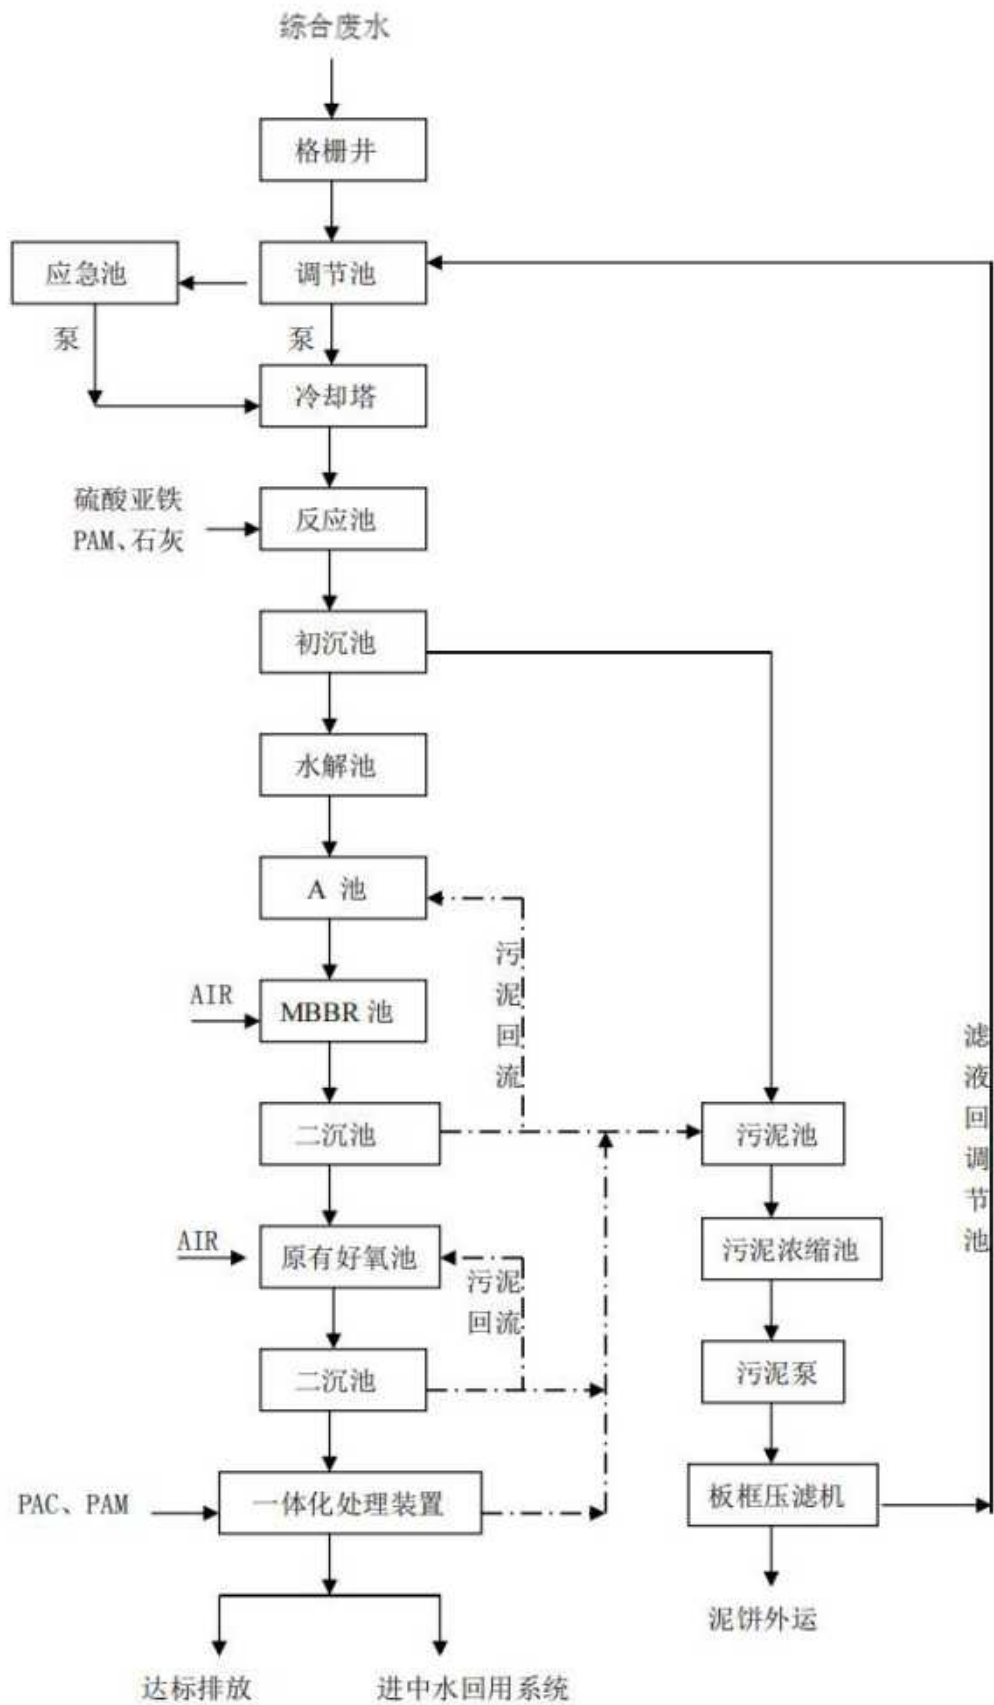 综合废水
格栅井
应急池
调节池
泵
泵
冷却塔
硫酸亚铁
PAM、石灰
反应池
初沉池
水解池
A 池
污泥回流
AIR
MBBR 池
滤液回调节池
二沉池
污泥池
AIR
原有好氧池
污泥
回流
污泥浓缩池
二沉池
污泥泵
PAC、PAM
一体化处理装置
板框压滤机
泥饼外运
达标排放
进中水回用系统